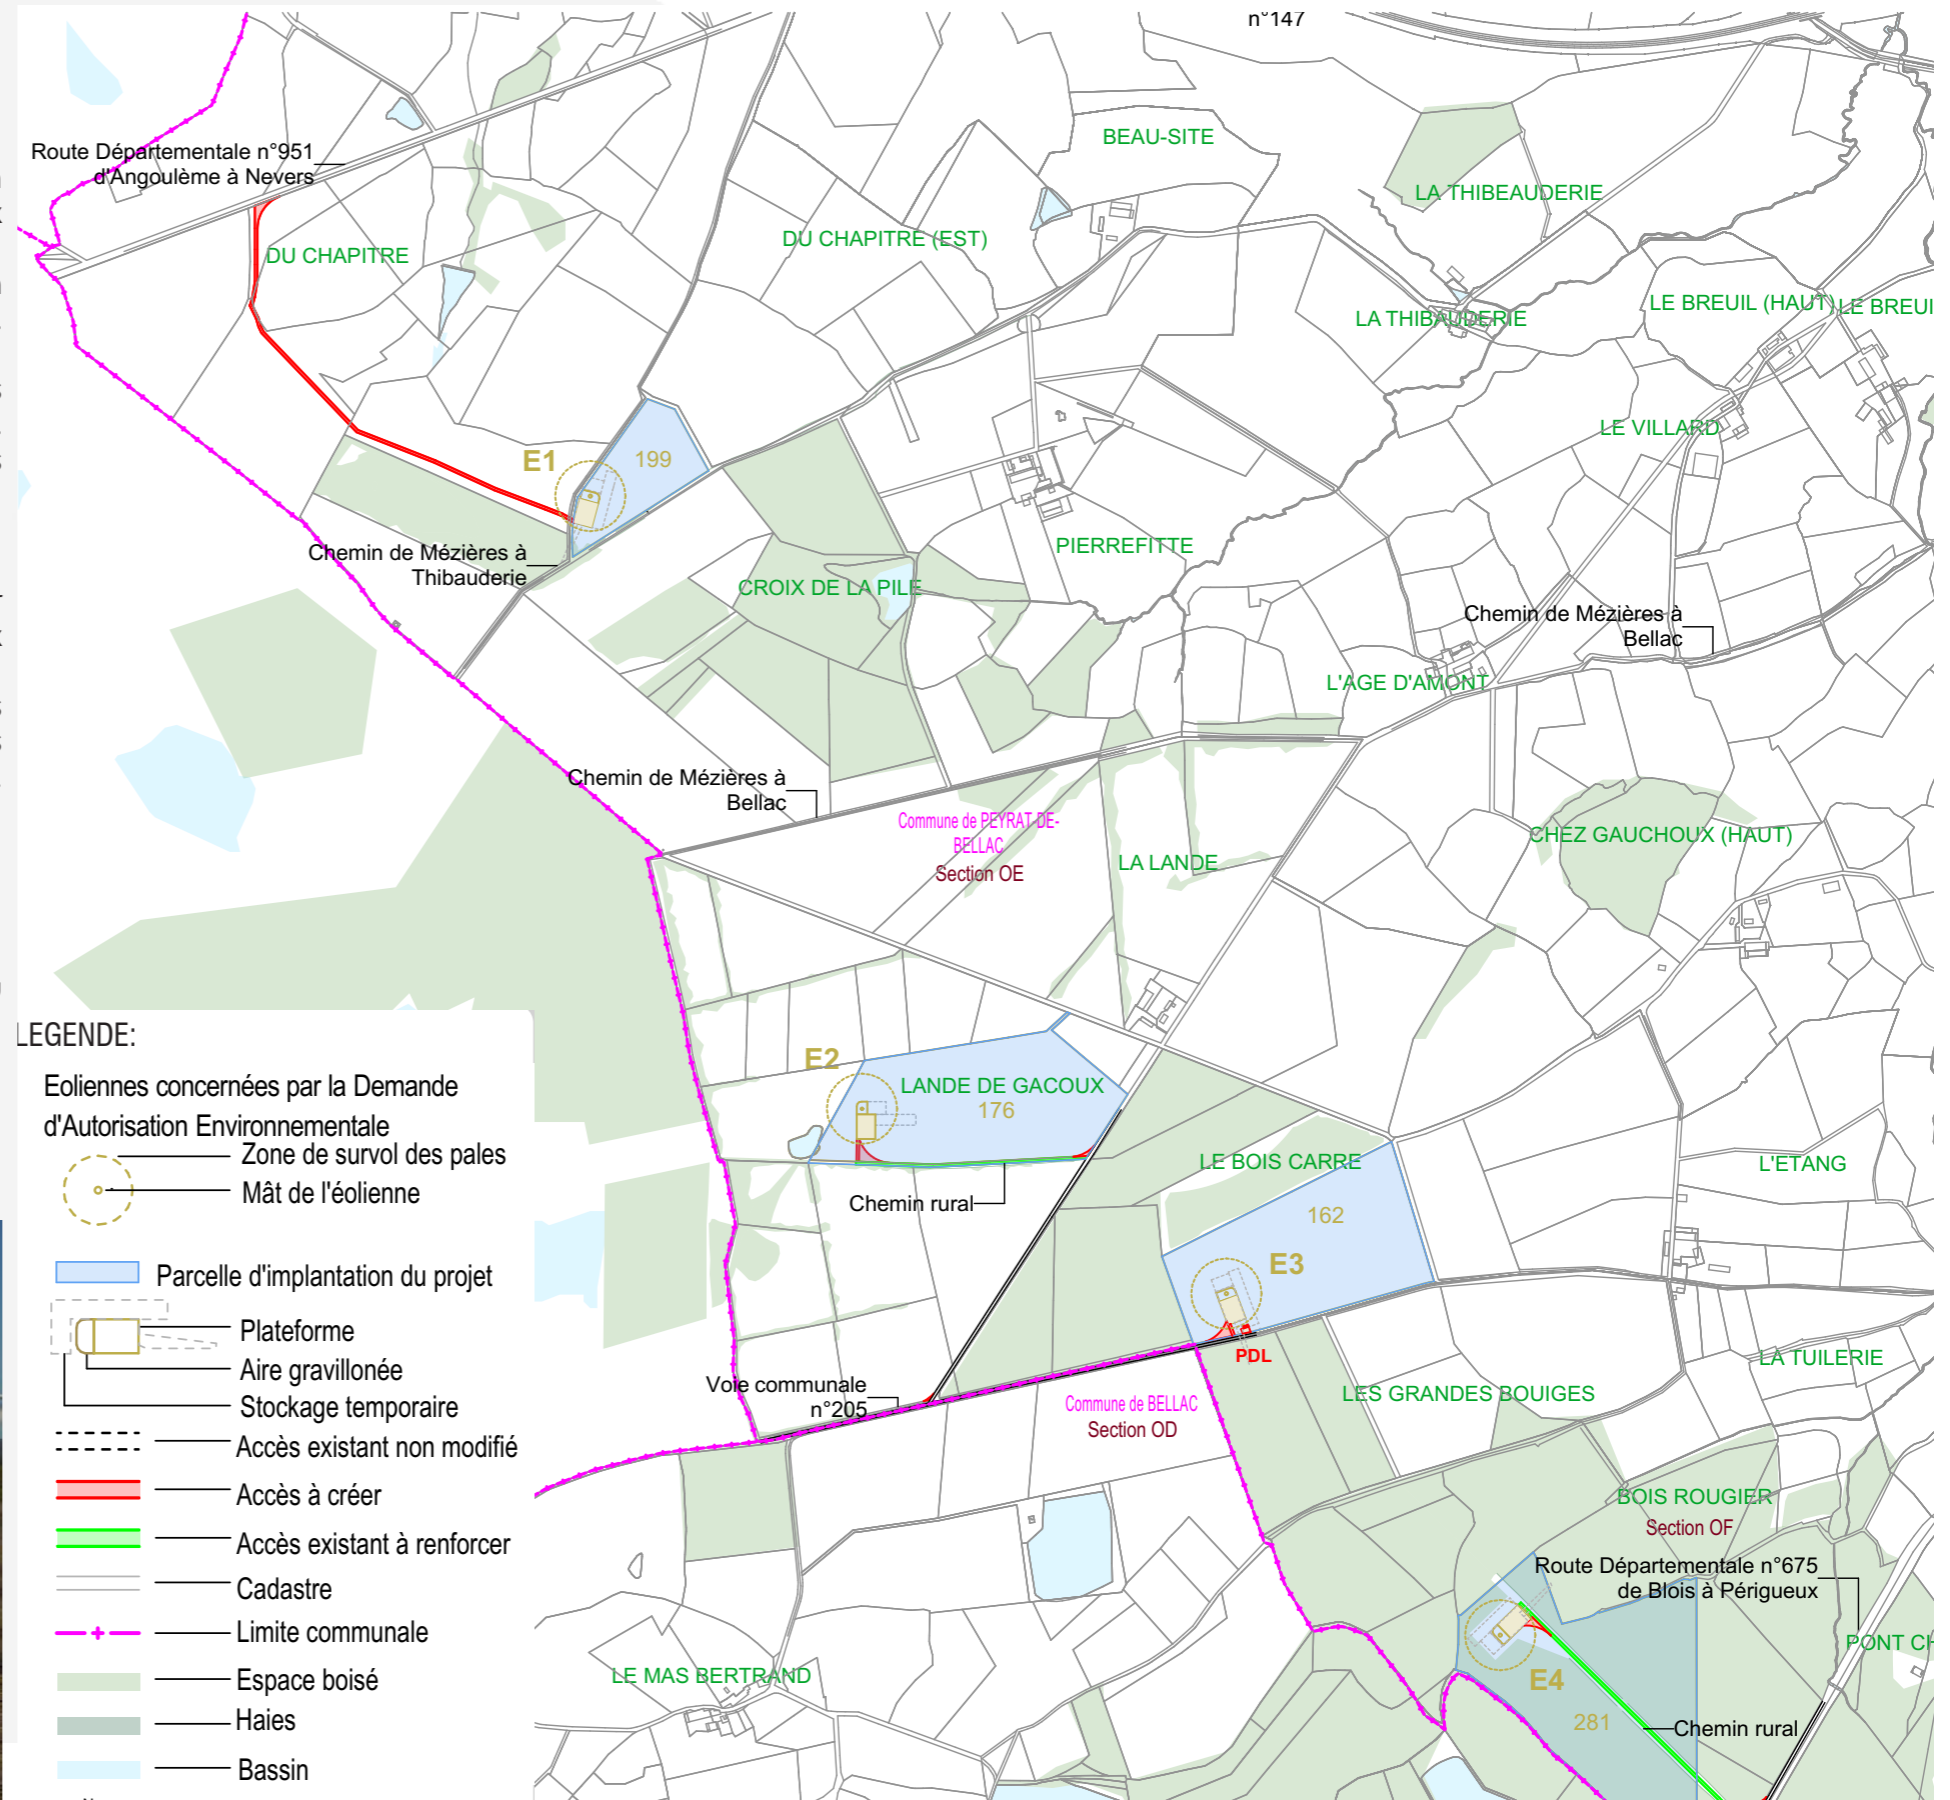 n°147
Route Départementale n°951
d'Angoulème à Nevers
BEAU-SITE
LA THIBEAUDERIE
DU CHAPITRE
DU CHAPITRE (EST)
LA THIBAUDERIE
LE BREUIL (HAUT)
LE BREUI
LE VILLARD
E1
199
Chemin de Mézières à
Thibauderie
PIERREFITTE
CROIX DE LA PILE
Chemin de Mézières à
Bellac
L'AGE D'AMONT
Chemin de Mézières à
Bellac
Commune de PEYRAT-DE-
BELLAC
Section OE
LA LANDE
CHEZ GAUCHOUX (HAUT)
E2
LANDE DE GACOUX
176
LE BOIS CARRE
L'ETANG
Chemin rural
162
E3
PDL
LA TUILERIE
Voie communale
n°205
Commune de BELLAC
Section OD
LES GRANDES BOUIGES
BOIS ROUGIER
Section OF
Route Départementale n°675
de Blois à Périgueux
PONT CH
LE MAS BERTRAND
E4
281
Chemin rural
LEGENDE:
Eoliennes concernées par la Demande
d'Autorisation Environnementale
Zone de survol des pales
Mât de l'éolienne
Parcelle d'implantation du projet
Plateforme
Aire gravillonée
Stockage temporaire
Accès existant non modifié
Accès à créer
Accès existant à renforcer
Cadastre
Limite communale
Espace boisé
Haies
Bassin